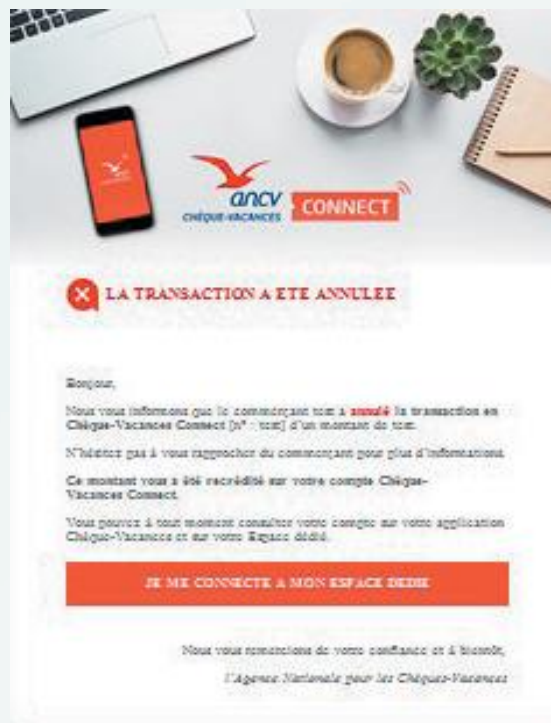 ancv
CHÈQUE-VACANCES CONNECT
LA TRANSACTION A ETE ANNULEE
Bonjour,
Nous vous informons que le commerçant test a annulé la transaction en
Chèque-Vacances Connect [n° : test] d'un montant de test.
N'hésitez pas à vous rapprocher du commerçant pour plus d'informations.
Ce montant vous a été recrédité sur votre compte Chèque-
Vacances Connect.
Vous pouvez à tout moment consulter votre compte sur votre application
Chèque-Vacances et sur votre Espace dédié.
JE ME CONNECTE A MON ESPACE DEDIE
Nous vous remercions de votre confiance et à bientôt,
l'Agence Nationale pour les Chèques-Vacances